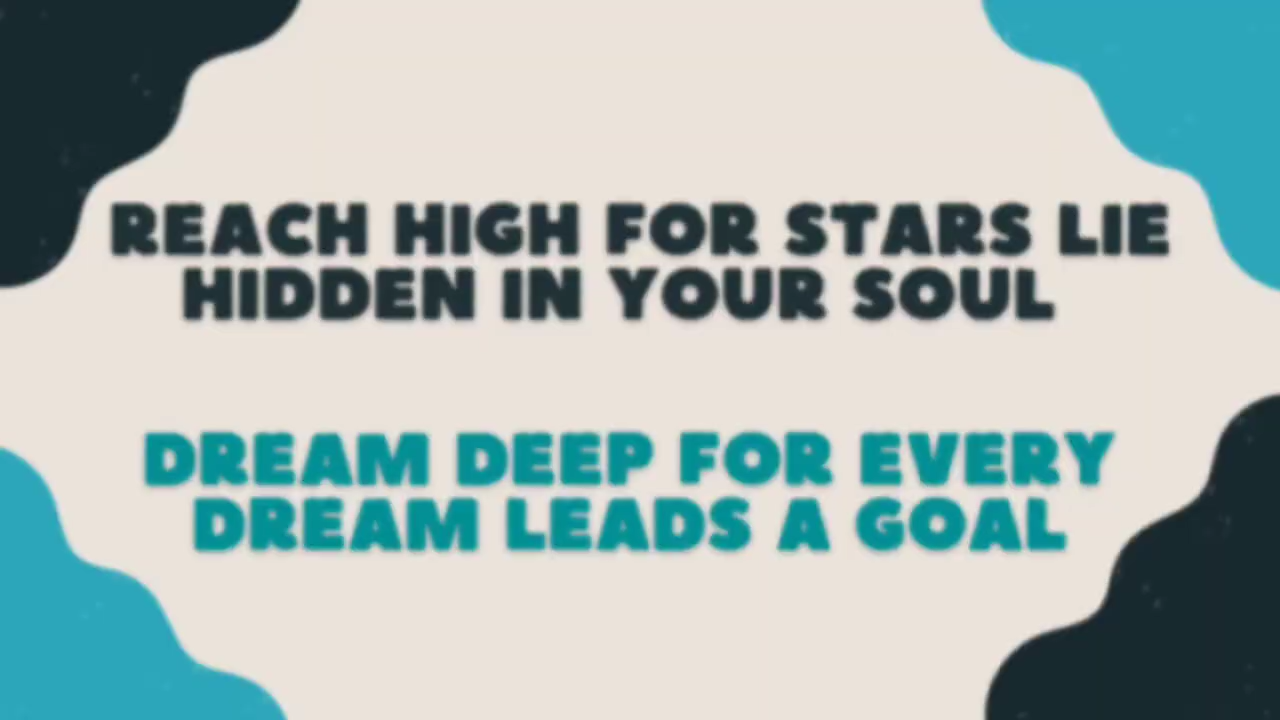 REACH HIGH FOR STARS LIE
HIDDEN IN YOUR SOUL
DREAM DEEP FOR EVERY
DREAM LEADS A GOAL